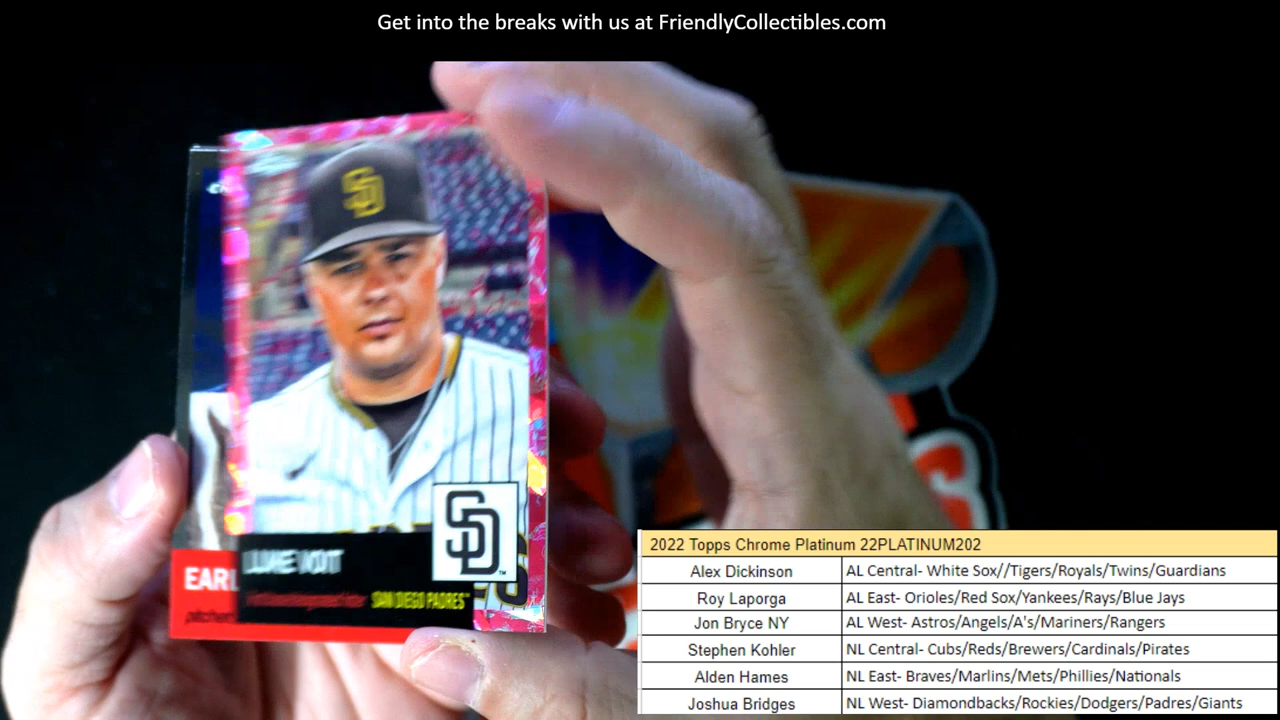 Get into the breaks with us at FriendlyCollectibles.com
SD
SD
LUKE VOIT
SAN DIEGO PADRES™
EARL
pitcher
2022 Topps Chrome Platinum 22PLATINUM202
Alex Dickinson AL Central- White Sox//Tigers/Royals/Twins/Guardians
Roy Laporga AL East- Orioles/Red Sox/Yankees/Rays/Blue Jays
Jon Bryce NY AL West- Astros/Angels/A's/Mariners/Rangers
Stephen Kohler NL Central- Cubs/Reds/Brewers/Cardinals/Pirates
Alden Hames NL East- Braves/Marlins/Mets/Phillies/Nationals
Joshua Bridges NL West- Diamondbacks/Rockies/Dodgers/Padres/Giants